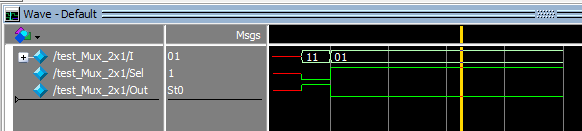 Wave - Default
Msgs
/test_Mux_2x1/I 01 11 01
/test_Mux_2x1/Sel 1
/test_Mux_2x1/Out St0